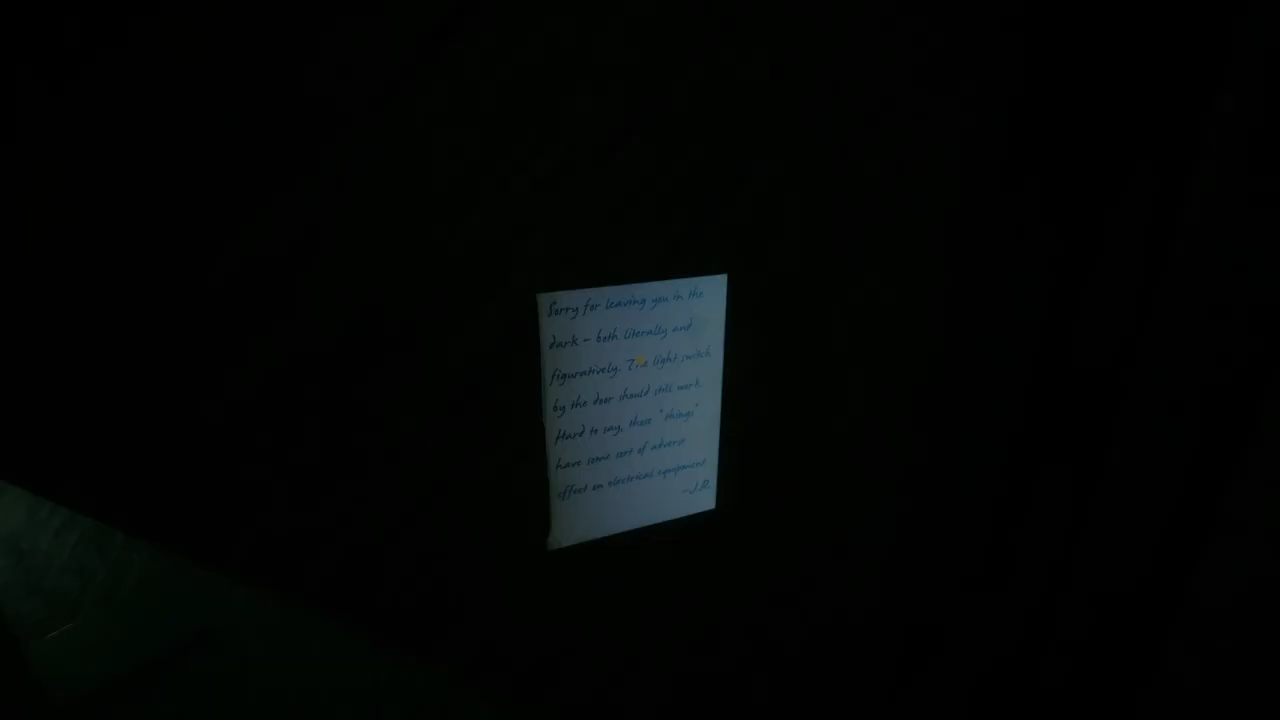 Sorry for leaving you in the
dark – both literally and
figuratively. The light switch
by the door should still work.
Hard to say, those "things"
have some sort of adverse
effect on electrical equipment.
-J.R.